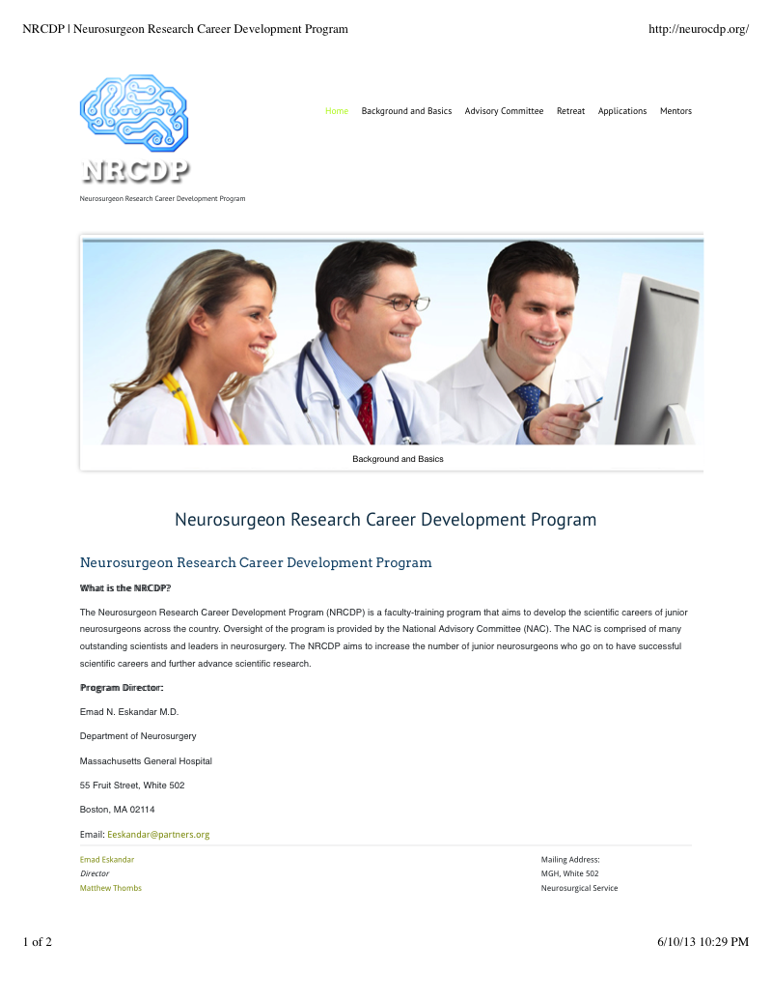 NRCDP | Neurosurgeon Research Career Development Program
http://neurocdp.org/
NRCDP
Neurosurgeon Research Career Development Program
Home Background and Basics Advisory Committee Retreat Applications Mentors
Background and Basics
Neurosurgeon Research Career Development Program
Neurosurgeon Research Career Development Program
What is the NRCDP?
The Neurosurgeon Research Career Development Program (NRCDP) is a faculty-training program that aims to develop the scientific careers of junior
neurosurgeons across the country. Oversight of the program is provided by the National Advisory Committee (NAC). The NAC is comprised of many
outstanding scientists and leaders in neurosurgery. The NRCDP aims to increase the number of junior neurosurgeons who go on to have successful
scientific careers and further advance scientific research.
Program Director:
Emad N. Eskandar M.D.
Department of Neurosurgery
Massachusetts General Hospital
55 Fruit Street, White 502
Boston, MA 02114
Email: Eeskandar@partners.org
Emad Eskandar
Director
Matthew Thombs
Mailing Address:
MGH, White 502
Neurosurgical Service
1 of 2
6/10/13 10:29 PM